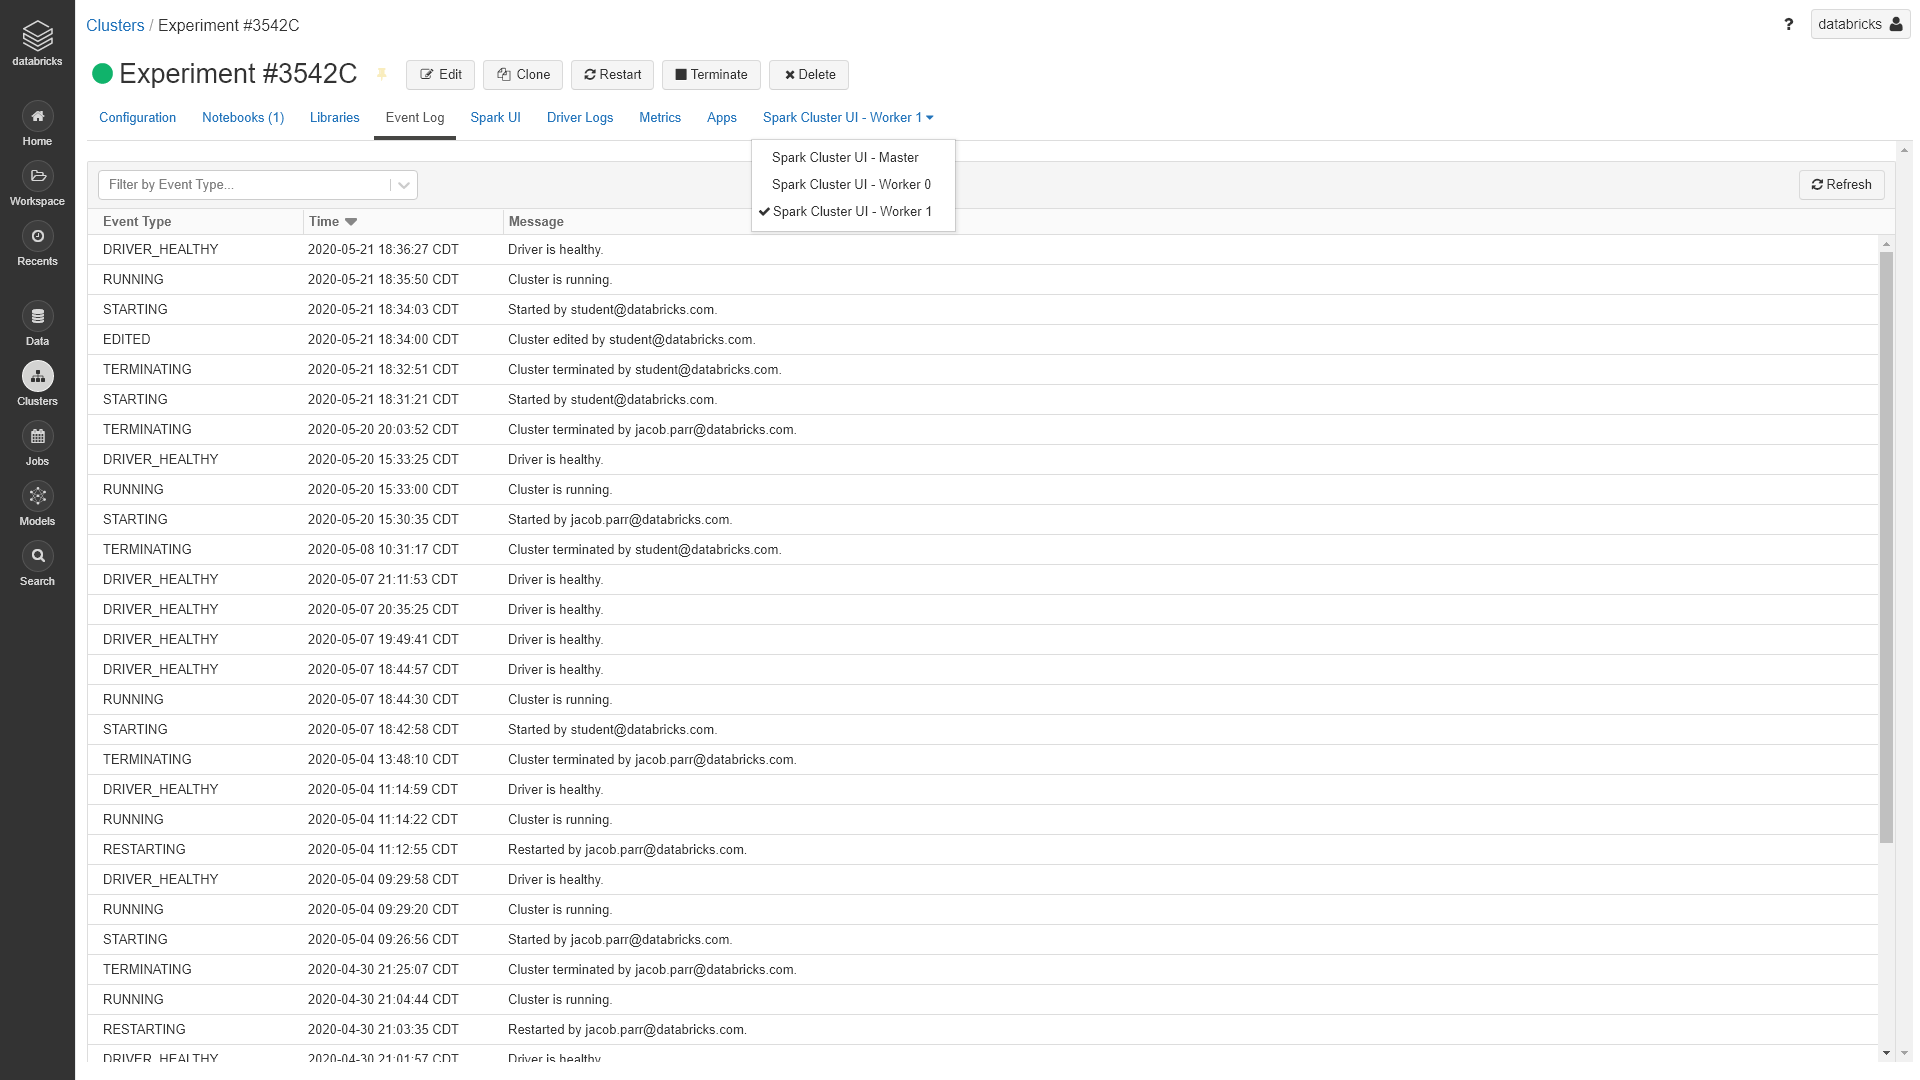 databricks
Home
Workspace
Recents
Data
Clusters
Jobs
Models
Search
Clusters / Experiment #3542C
? databricks
Experiment #3542C Edit Clone Restart Terminate Delete
Configuration Notebooks (1) Libraries Event Log Spark UI Driver Logs Metrics Apps Spark Cluster UI - Worker 1
Spark Cluster UI - Master
Spark Cluster UI - Worker 0
Spark Cluster UI - Worker 1
Filter by Event Type... Refresh
Event Type Time Message
DRIVER_HEALTHY 2020-05-21 18:36:27 CDT Driver is healthy.
RUNNING 2020-05-21 18:35:50 CDT Cluster is running.
STARTING 2020-05-21 18:34:03 CDT Started by student@databricks.com.
EDITED 2020-05-21 18:34:00 CDT Cluster edited by student@databricks.com.
TERMINATING 2020-05-21 18:32:51 CDT Cluster terminated by student@databricks.com.
STARTING 2020-05-21 18:31:21 CDT Started by student@databricks.com.
TERMINATING 2020-05-20 20:03:52 CDT Cluster terminated by jacob.parr@databricks.com.
DRIVER_HEALTHY 2020-05-20 15:33:25 CDT Driver is healthy.
RUNNING 2020-05-20 15:33:00 CDT Cluster is running.
STARTING 2020-05-20 15:30:35 CDT Started by jacob.parr@databricks.com.
TERMINATING 2020-05-08 10:31:17 CDT Cluster terminated by student@databricks.com.
DRIVER_HEALTHY 2020-05-07 21:11:53 CDT Driver is healthy.
DRIVER_HEALTHY 2020-05-07 20:35:25 CDT Driver is healthy.
DRIVER_HEALTHY 2020-05-07 19:49:41 CDT Driver is healthy.
DRIVER_HEALTHY 2020-05-07 18:44:57 CDT Driver is healthy.
RUNNING 2020-05-07 18:44:30 CDT Cluster is running.
STARTING 2020-05-07 18:42:58 CDT Started by student@databricks.com.
TERMINATING 2020-05-04 13:48:10 CDT Cluster terminated by jacob.parr@databricks.com.
DRIVER_HEALTHY 2020-05-04 11:14:59 CDT Driver is healthy.
RUNNING 2020-05-04 11:14:22 CDT Cluster is running.
RESTARTING 2020-05-04 11:12:55 CDT Restarted by jacob.parr@databricks.com.
DRIVER_HEALTHY 2020-05-04 09:29:58 CDT Driver is healthy.
RUNNING 2020-05-04 09:29:20 CDT Cluster is running.
STARTING 2020-05-04 09:26:56 CDT Started by jacob.parr@databricks.com.
TERMINATING 2020-04-30 21:25:07 CDT Cluster terminated by jacob.parr@databricks.com.
RUNNING 2020-04-30 21:04:44 CDT Cluster is running.
RESTARTING 2020-04-30 21:03:35 CDT Restarted by jacob.parr@databricks.com.
DRIVER_HEALTHY 2020-04-30 21:01:57 CDT Driver is healthy.